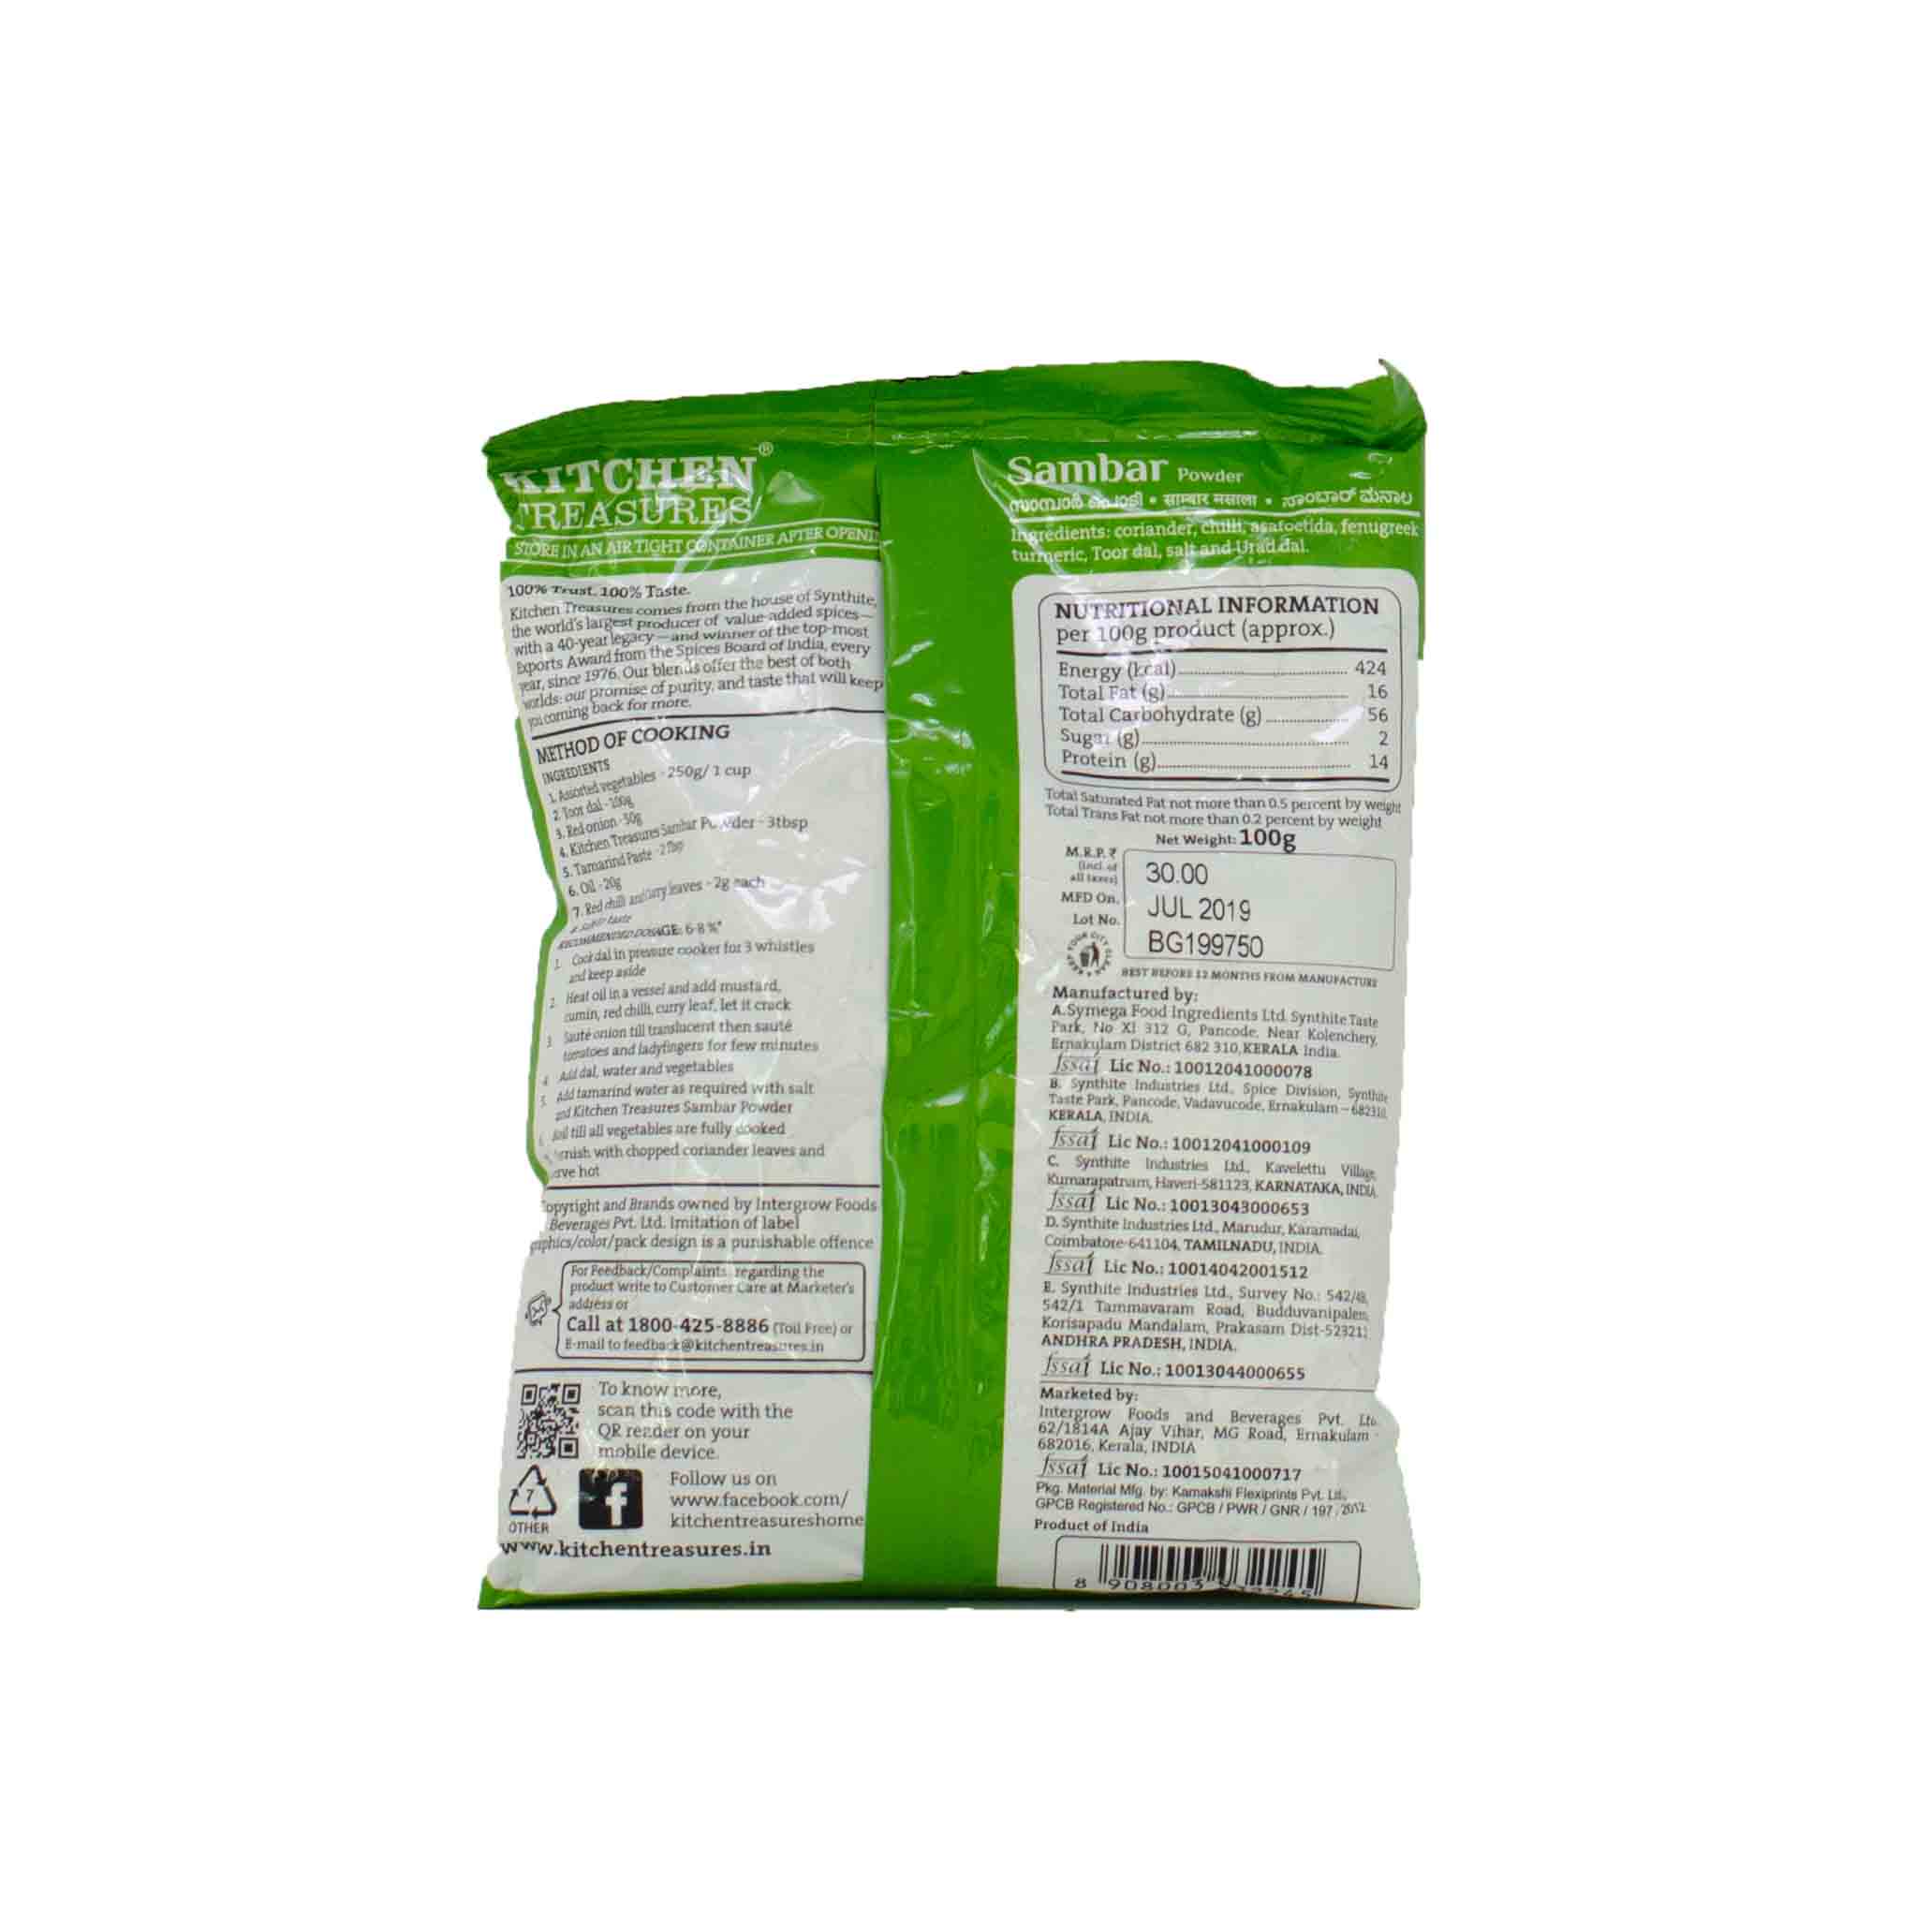 KITCHEN®
TREASURES
STORE IN AN AIR TIGHT CONTAINER AFTER
100% Trust. 100% Taste.
Kitchen Treasures comes from the house of Synthite,
the world's largest producer of value-added spices—
with a 40-year legacy—and winner of the top-most
Exports Award from the Spices Board of India, every
year, since 1976. Our blends offer the best of both
worlds: our promise of purity, and taste that will keep
you coming back for more.
METHOD OF COOKING
INGREDIENTS
1. Assorted vegetables - 250g/ 1 cup
2. Toor dal - 100g
3. Red onion - 50g
4. Kitchen Treasures Sambar Powder - 3tbsp
5. Tamarind Paste - 2 Tbsp
6. Oil - 20g
7. Red chilli and curry leaves - 2g each
RECOMMENDED DOSAGE: 6-8 %*
1. Cook dal in pressure cooker for 3 whistles
and keep aside
2. Heat oil in a vessel and add mustard,
cumin, red chilli, curry leaf, let it crack
3. Sauté onion till translucent then sauté
tomatoes and ladyfingers for few minutes
4. Add dal, water and vegetables
5. Add tamarind water as required with salt
and Kitchen Treasures Sambar Powder
Boil till all vegetables are fully cooked
with chopped coriander leaves and
hot
Copyright and Brands owned by Intergrow Foods
Beverages Pvt. Ltd. Imitation of label
graphics/color/pack design is a punishable offence
For Feedback/Complaints regarding the
product write to Customer Care at Marketer's
address or
Call at 1800-425-8886 (Toll Free) or
E-mail to feedback@kitchentreasures.in
To know more,
scan this code with the
QR reader on your
mobile device.
7
OTHER
f
Follow us on
www.facebook.com/
kitchentreasureshome
www.kitchentreasures.in
Sambar Powder
സാമ്പാർ പൊടി • साम्बार मसाला • ಸಾಂಬಾರ್ ಮಸಾಲ
Ingredients: coriander, chilli, asafoetida, fenugreek
turmeric, Toor dal, salt and Urad dal.
NUTRITIONAL INFORMATION
per 100g product (approx.)
Energy (kcal) 424
Total Fat (g) 16
Total Carbohydrate (g) 56
Sugar (g) 2
Protein (g) 14
Total Saturated Fat not more than 0.5 percent by weight
Total Trans Fat not more than 0.2 percent by weight
Net Weight: 100g
M.R.P. ₹
(Incl. of
all taxes)
30.00
MFD On. JUL 2019
Lot No. BG199750
KEEP YOUR CITY CLEAN
BEST BEFORE 12 MONTHS FROM MANUFACTURE
Manufactured by:
A.Symega Food Ingredients Ltd. Synthite Taste
Park, No XI 312 G, Pancode, Near Kolenchery,
Ernakulam District 682 310, KERALA India.
fssai Lic No.: 10012041000078
B. Synthite Industries Ltd., Spice Division, Synthite
Taste Park, Pancode, Vadavucode, Ernakulam – 682310,
KERALA, INDIA.
fssai Lic No.: 10012041000109
C. Synthite Industries Ltd., Kavelettu Village,
Kumarapatnam, Haveri-581123, KARNATAKA, INDIA.
fssai Lic No.: 10013043000653
D. Synthite Industries Ltd., Marudur, Karamadai,
Coimbatore-641104, TAMILNADU, INDIA.
fssai Lic No.: 10014042001512
E. Synthite Industries Ltd., Survey No.: 542/4B,
542/1 Tammavaram Road, Budduvanipalem,
Korisapadu Mandalam, Prakasam
ANDHRA PRADESH, INDIA.
fssai Lic No.: 10013044000655
Marketed by:
Intergrow Foods and Beverages Pvt. Ltd.
62/1814A Ajay Vihar, MG Road, Ernakulam -
682016, Kerala, INDIA
fssai Lic No.: 10015041000717
Pkg. Material Mfg. by: Kamakshi Flexiprints Pvt. Ltd.,
GPCB Registered No.: GPCB / PWR / GNR / 197 / 2012
Product of India
8 908003